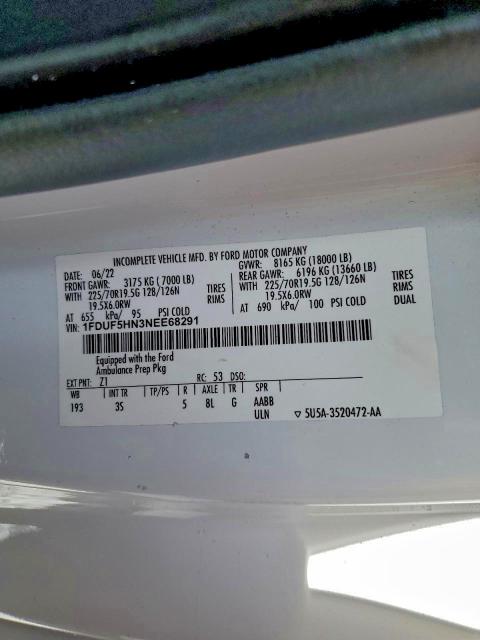 INCOMPLETE VEHICLE MFD. BY FORD MOTOR COMPANY
DATE: 06/22 GVWR: 8165 KG (18000 LB)
FRONT GAWR: 3175 KG (7000 LB) REAR GAWR: 6196 KG (13660 LB)
WITH 225/70R19.5G 128/126N TIRES WITH 225/70R19.5G 128/126N TIRES
19.5X6.0RW RIMS 19.5X6.0RW RIMS
AT 655 kPa/ 95 PSI COLD AT 690 kPa/ 100 PSI COLD DUAL
VIN: 1FDUF5HN3NEE68291
Equipped with the Ford
Ambulance Prep Pkg
EXT PNT: Z1 RC: 53 DSO:
WB INT TR TP/PS R AXLE TR SPR
193 3S 5 8L G AABB
ULN ▽ 5U5A-3520472-AA